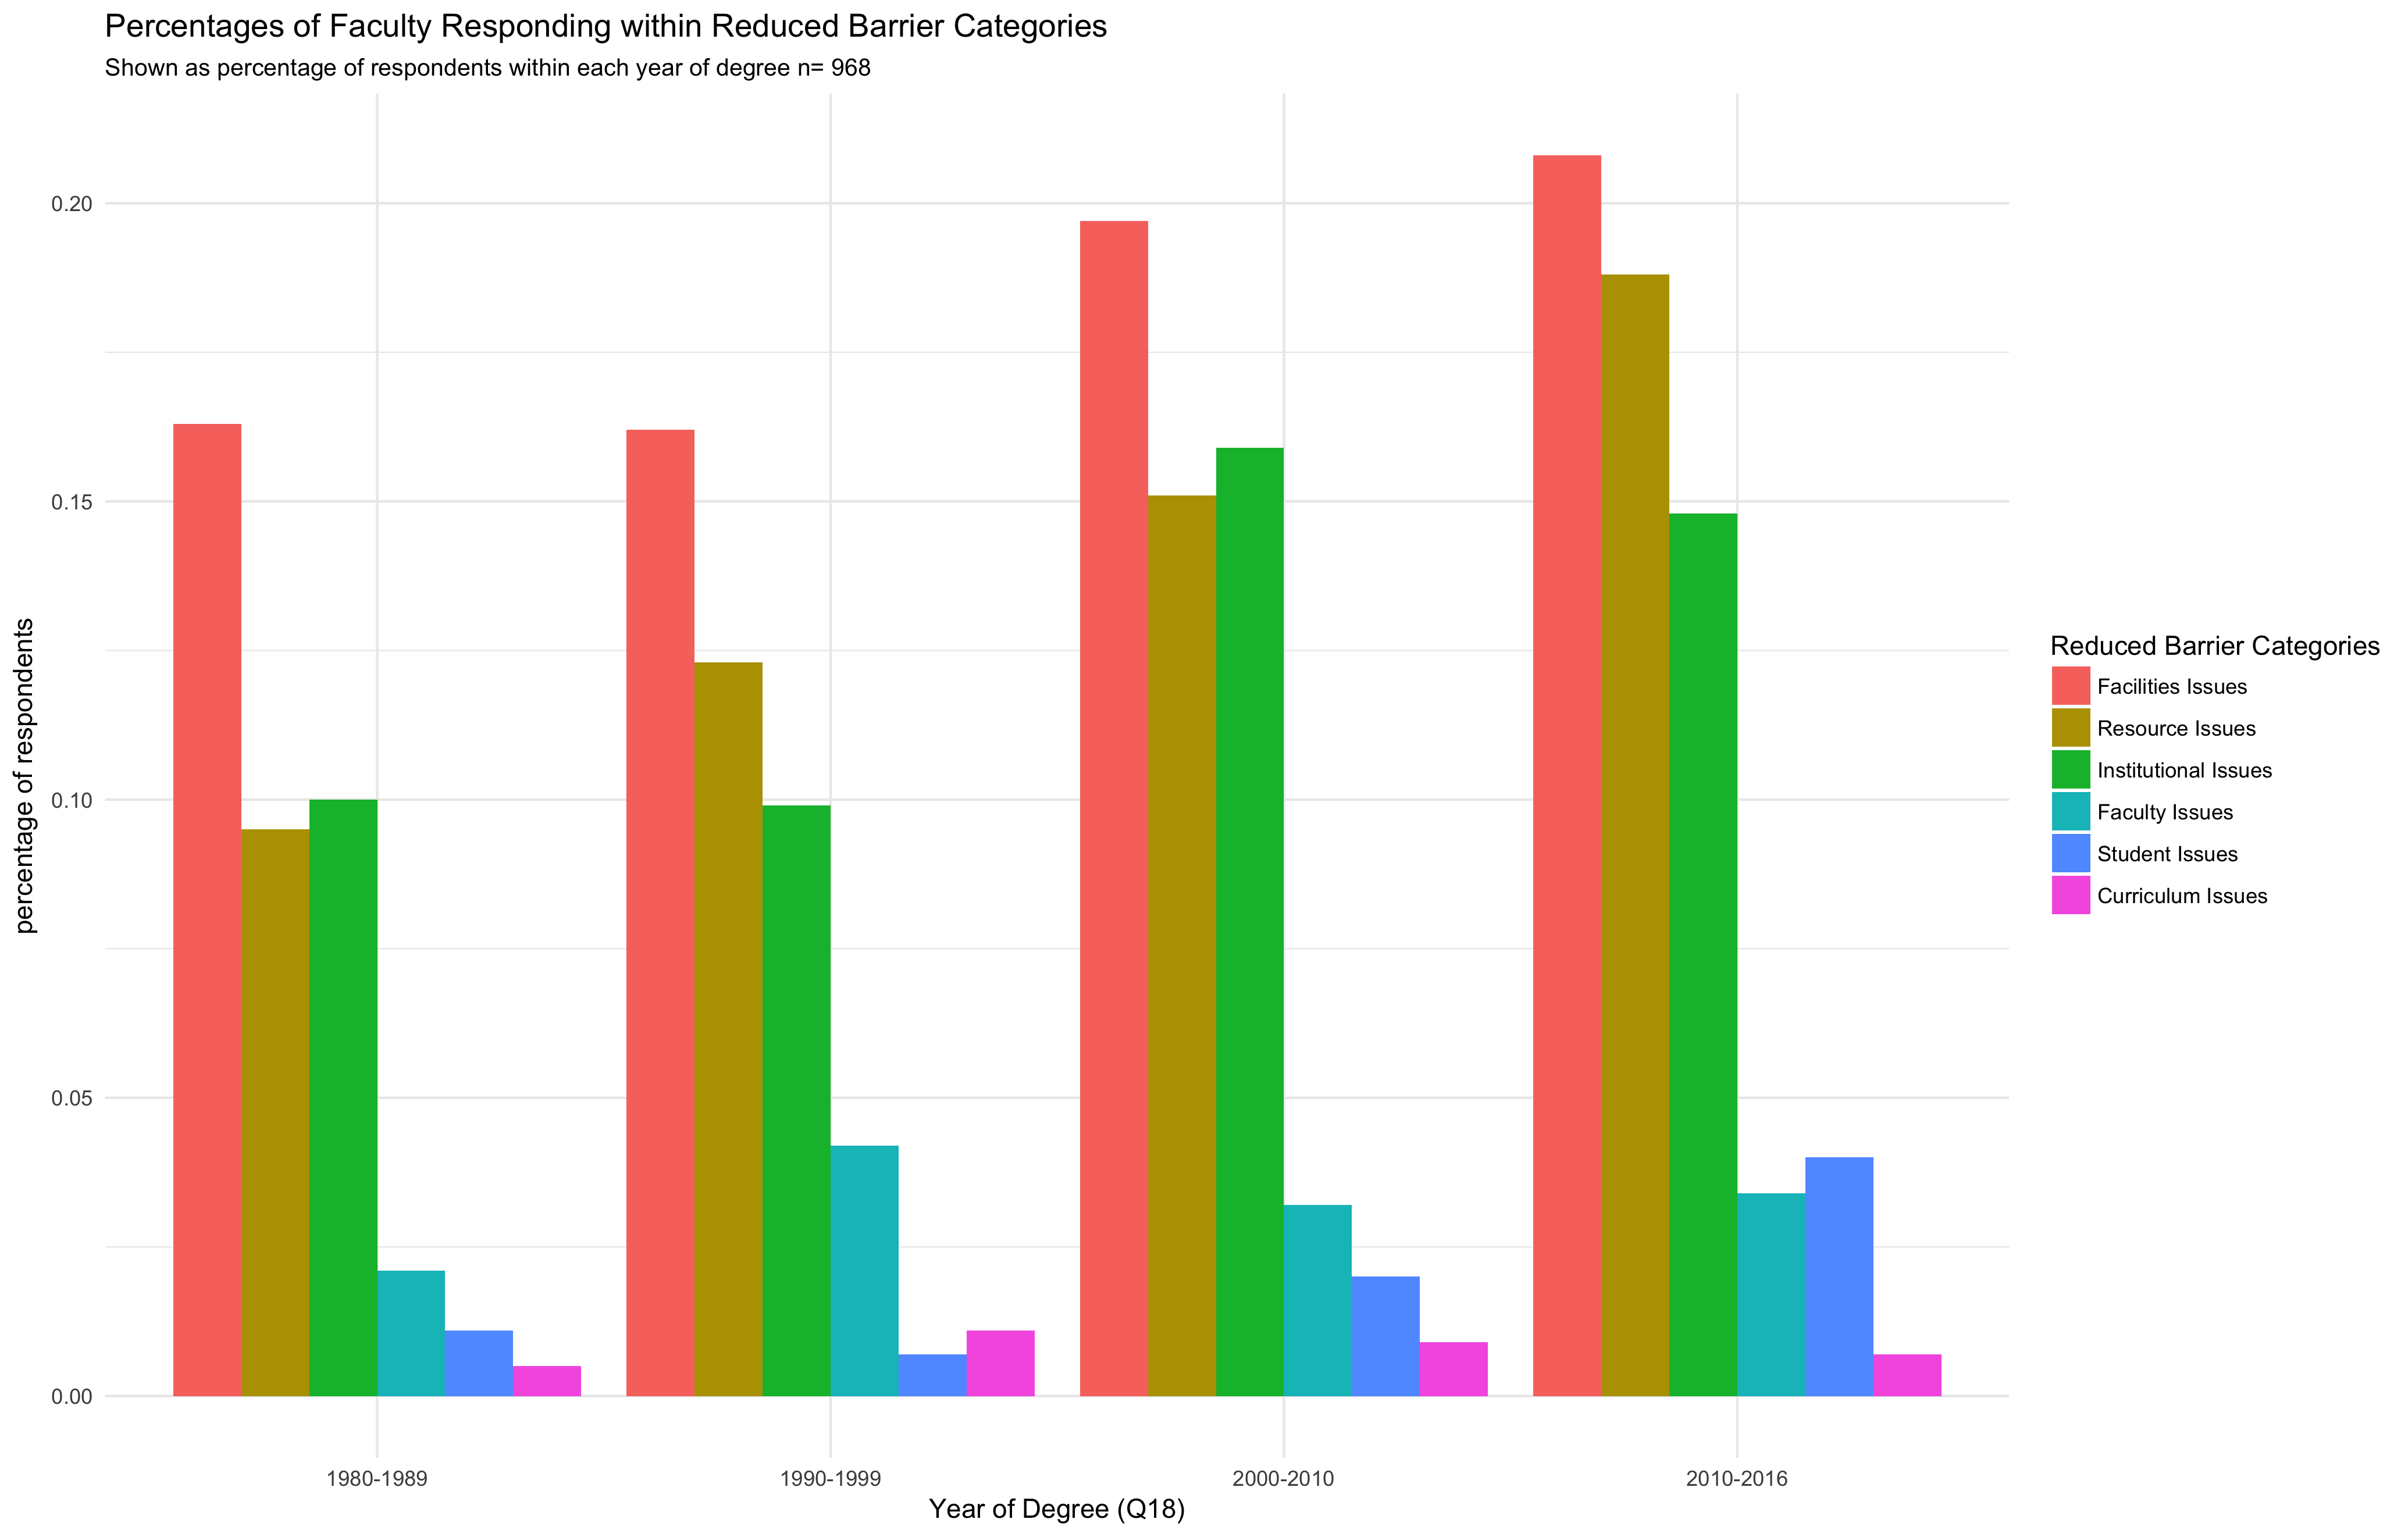 Percentages of Faculty Responding within Reduced Barrier Categories
Shown as percentage of respondents within each year of degree n= 968
percentage of respondents
0.20
0.15
0.10
0.05
0.00
1980-1989
1990-1999
2000-2010
2010-2016
Year of Degree (Q18)
Reduced Barrier Categories
Facilities Issues
Resource Issues
Institutional Issues
Faculty Issues
Student Issues
Curriculum Issues